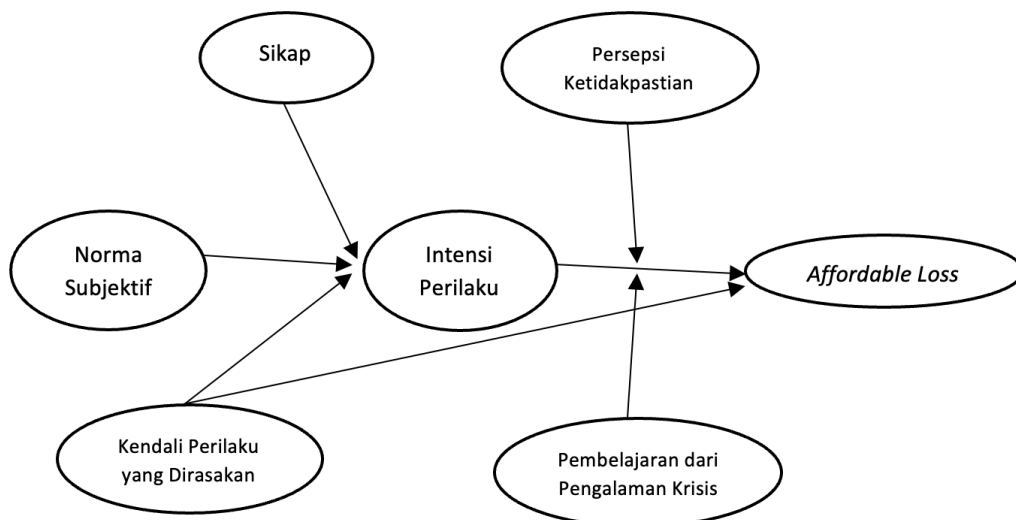 Sikap
Persepsi
Ketidakpastian
Norma
Subjektif
Intensi
Perilaku
Affordable Loss
Kendali Perilaku
yang Dirasakan
Pembelajaran dari
Pengalaman Krisis